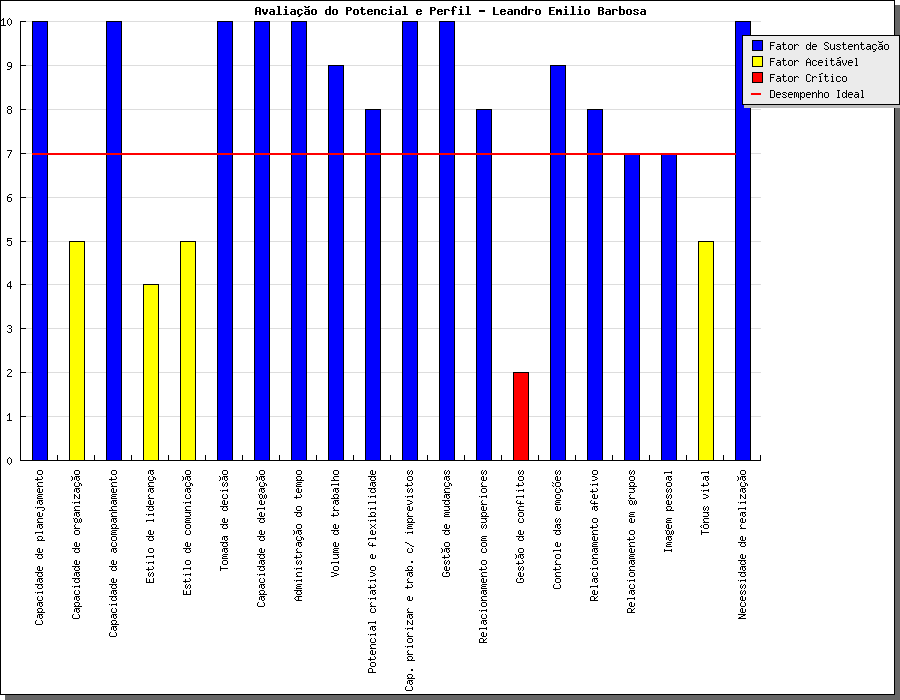 Avaliação do Potencial e Perfil - Leandro Emilio Barbosa
Fator de Sustentação
Fator Aceitável
Fator Crítico
Desempenho Ideal
10
9
8
7
6
5
4
3
2
1
0
Capacidade de planejamento
Capacidade de organização
Capacidade de acompanhamento
Estilo de liderança
Estilo de comunicação
Tomada de decisão
Capacidade de delegação
Administração do tempo
Volume de trabalho
Potencial criativo e flexibilidade
Cap. priorizar e trab. c/ imprevistos
Gestão de mudanças
Relacionamento com superiores
Gestão de conflitos
Controle das emoções
Relacionamento afetivo
Relacionamento em grupos
Imagem pessoal
Tônus vital
Necessidade de realização